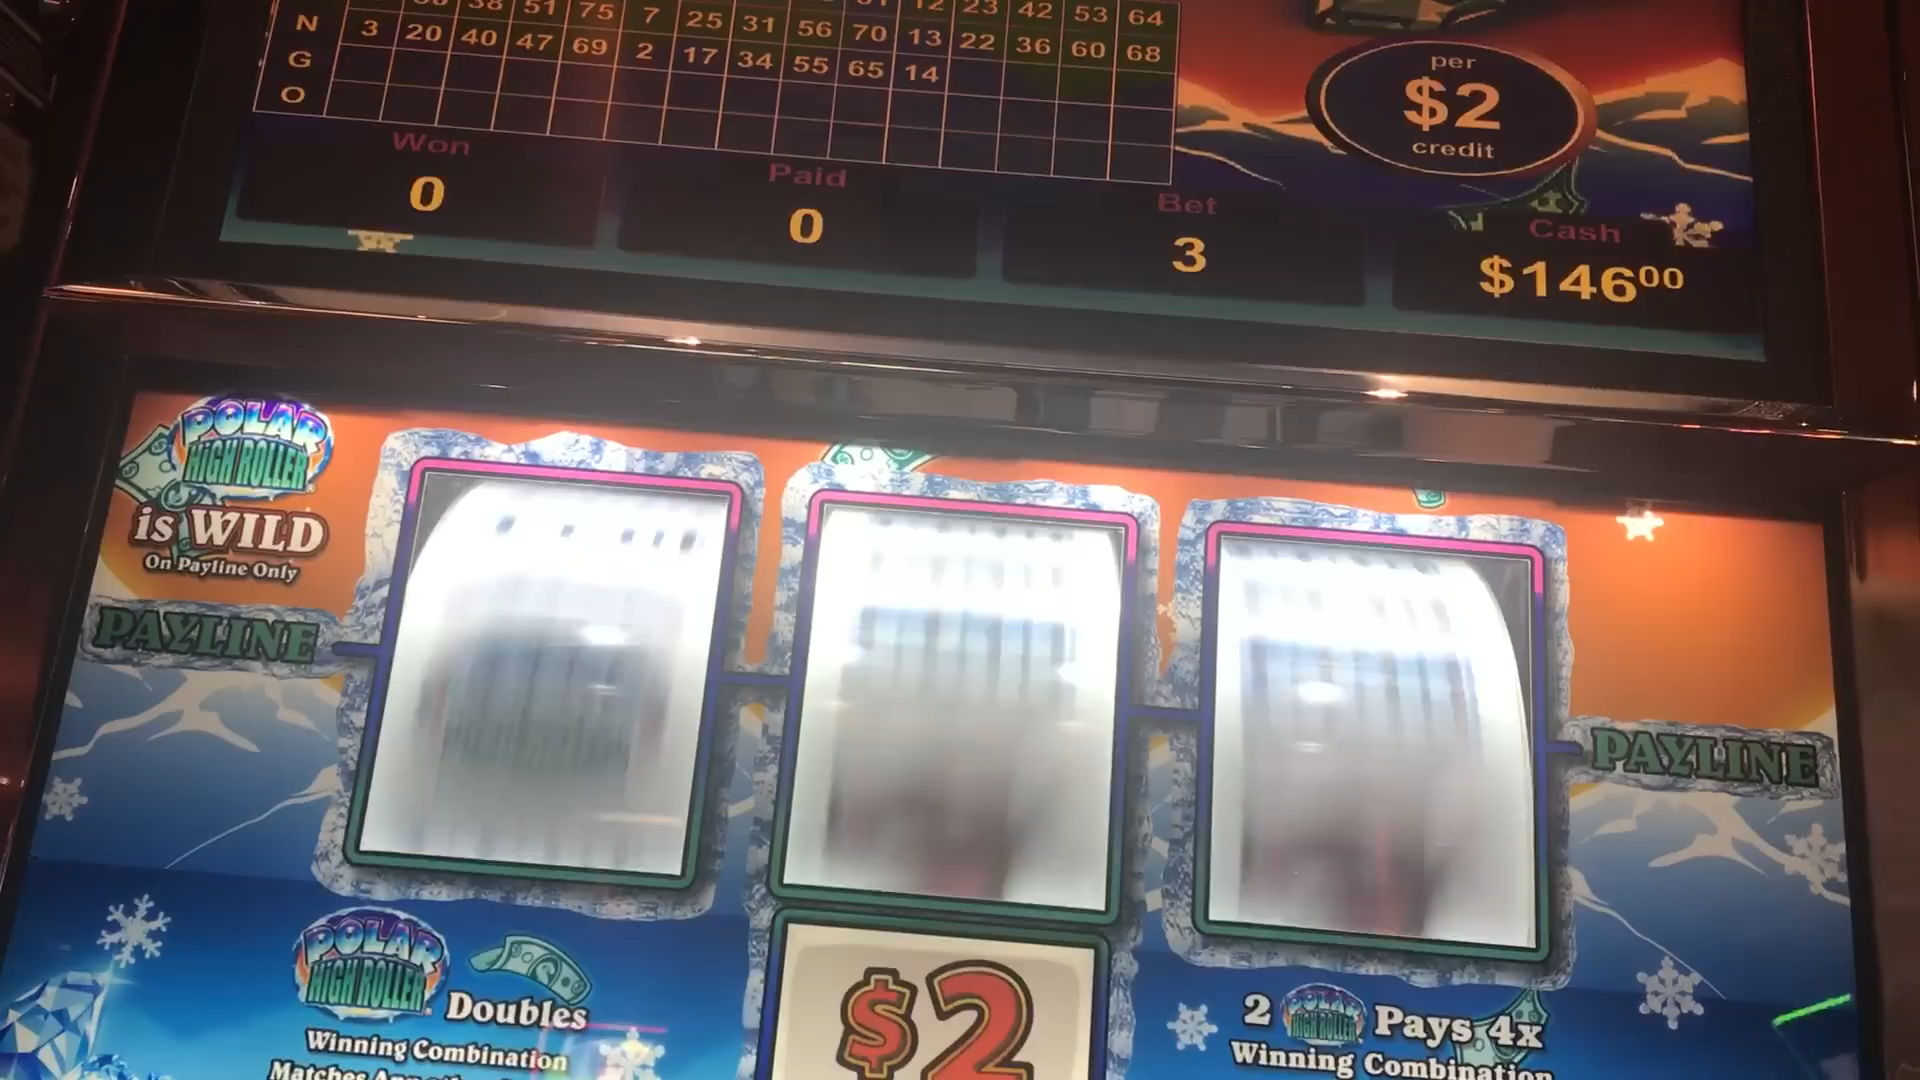 38 51 75 7 25 31 56 70 12 23 42 53 64
N 3 20 40 47 69 2 17 34 55 65 13 22 36 60 68
G 14
O
per
$2
credit
Won
0
Paid
0
Bet
3
Cash
$146⁰⁰
POLAR
HIGH ROLLER
is WILD
On Payline Only
PAYLINE
PAYLINE
POLAR
HIGH ROLLER
Doubles
Winning Combination
Matches
$2
2 POLAR HIGH ROLLER Pays 4x
Winning Combination